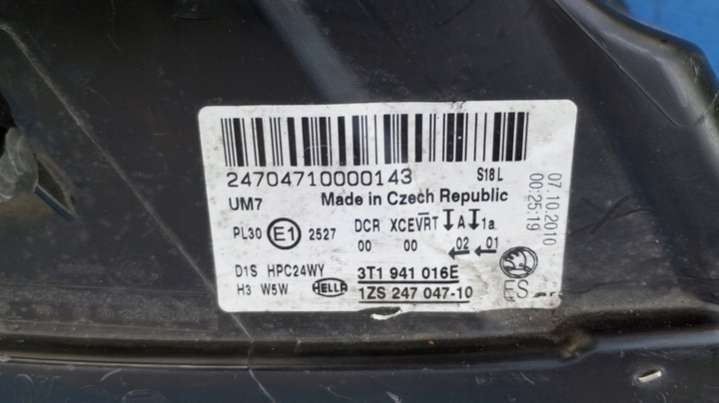 24704710000143 S18L
UM7 Made in Czech Republic
PL30 E1 2527 DCR XCEVRT A 1a
00 00 02 01
D1S HPC24WY 3T1 941 016E
H3 W5W HELLA 1ZS 247 047-10
ES
07.10.2010
00:25:19